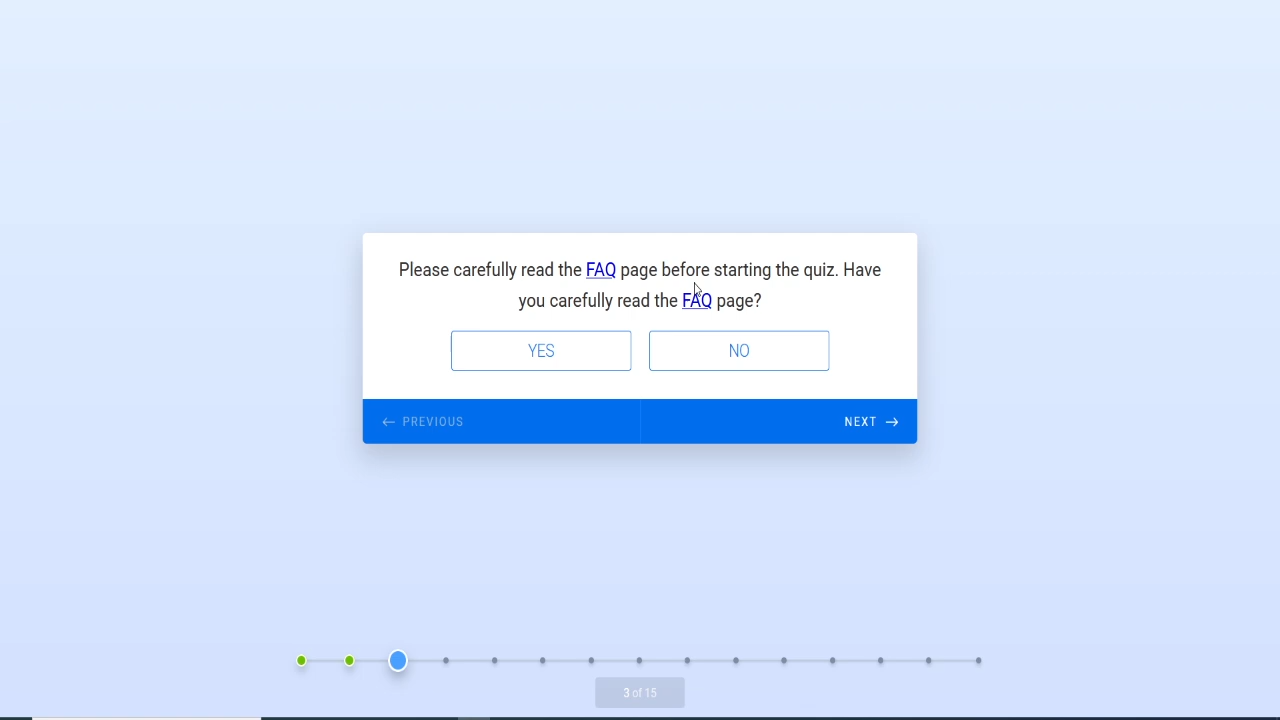 Please carefully read the FAQ page before starting the quiz. Have
you carefully read the FAQ page?
YES NO
← PREVIOUS NEXT →
3 of 15